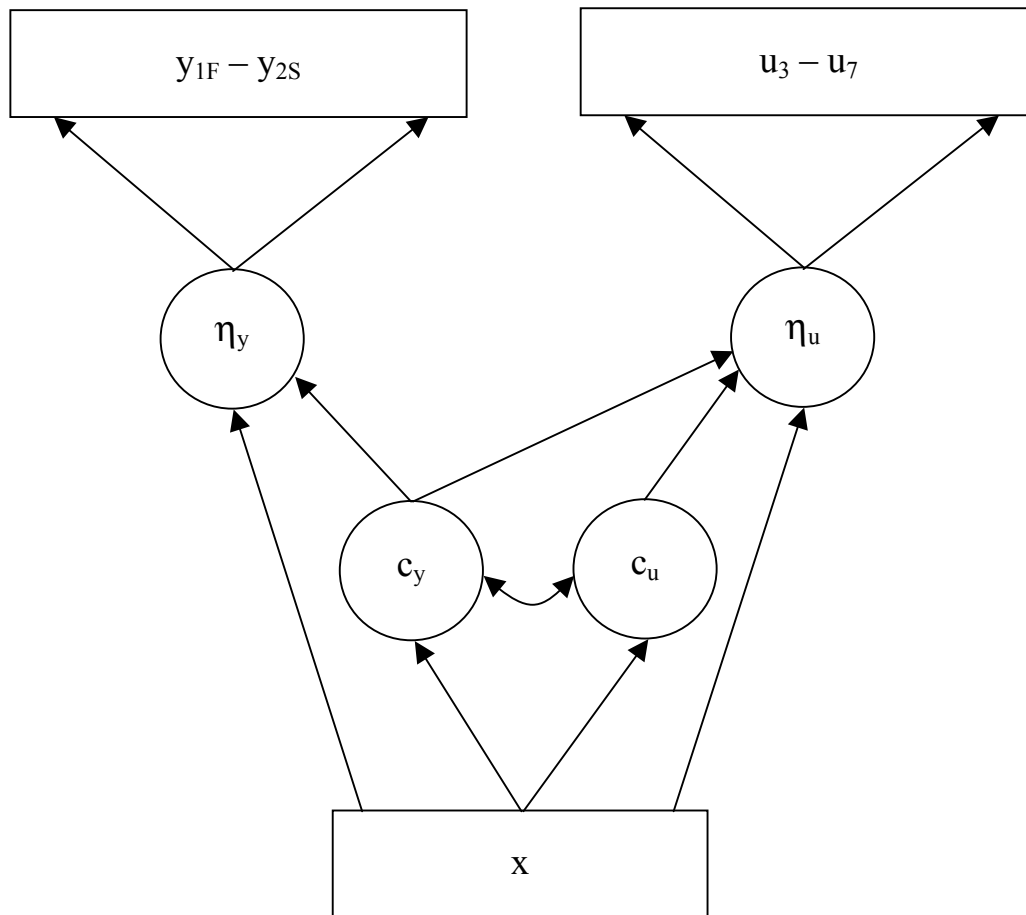 y1F – y2S
u3 – u7
ηy
ηu
cy
cu
x